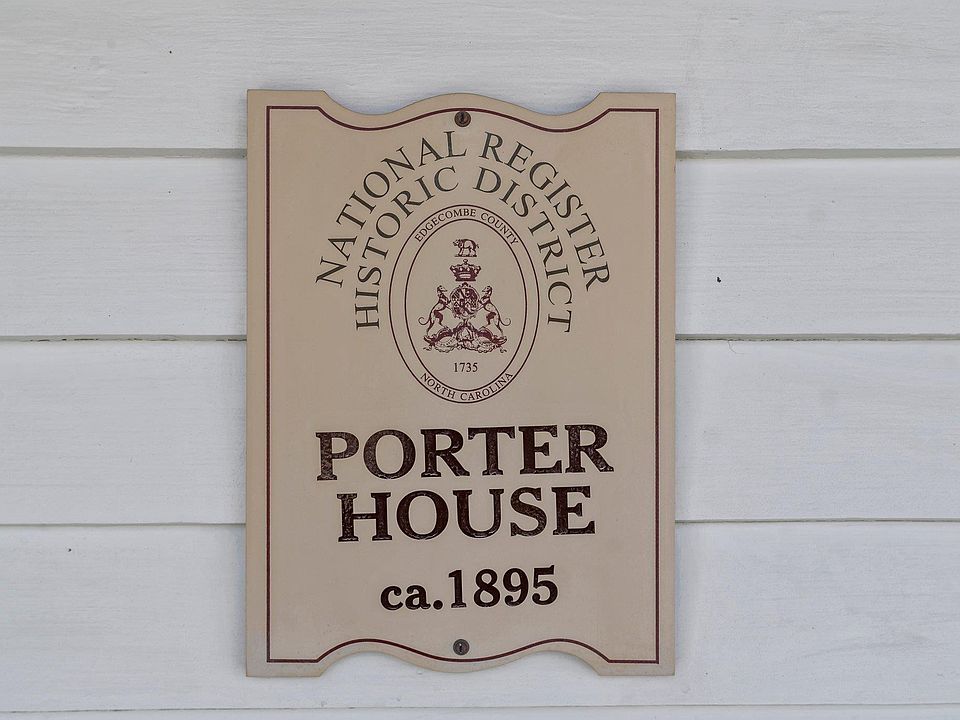 NATIONAL REGISTER
HISTORIC DISTRICT
EDGECOMBE COUNTY
1735
NORTH CAROLINA
PORTER
HOUSE
ca.1895